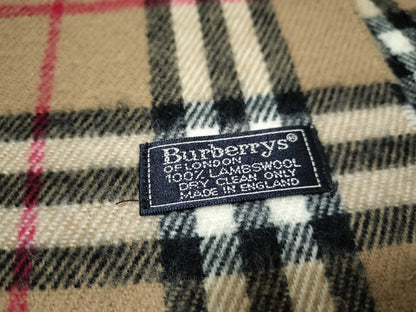 Burberrys®
OF LONDON
100% LAMBSWOOL
DRY CLEAN ONLY
MADE IN ENGLAND